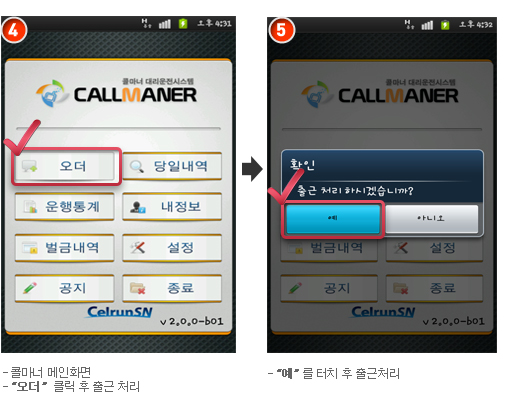 4
H 오후 4:31
콜마너 대리운전시스템
CALLMANER
오더
당일내역
운행통계
내정보
벌금내역
설정
공지
종료
CelrunSN
v 2.0.0-b01
- 콜마너 메인화면
- "오더" 클릭 후 출근 처리
5
H 오후 4:32
콜마너 대리운전시스템
CALLMANER
확인
출근 처리 하시겠습니까?
예
아니오
벌금내역
설정
공지
종료
CelrunSN
v 2.0.0-b01
- "예" 를 터치 후 출근처리